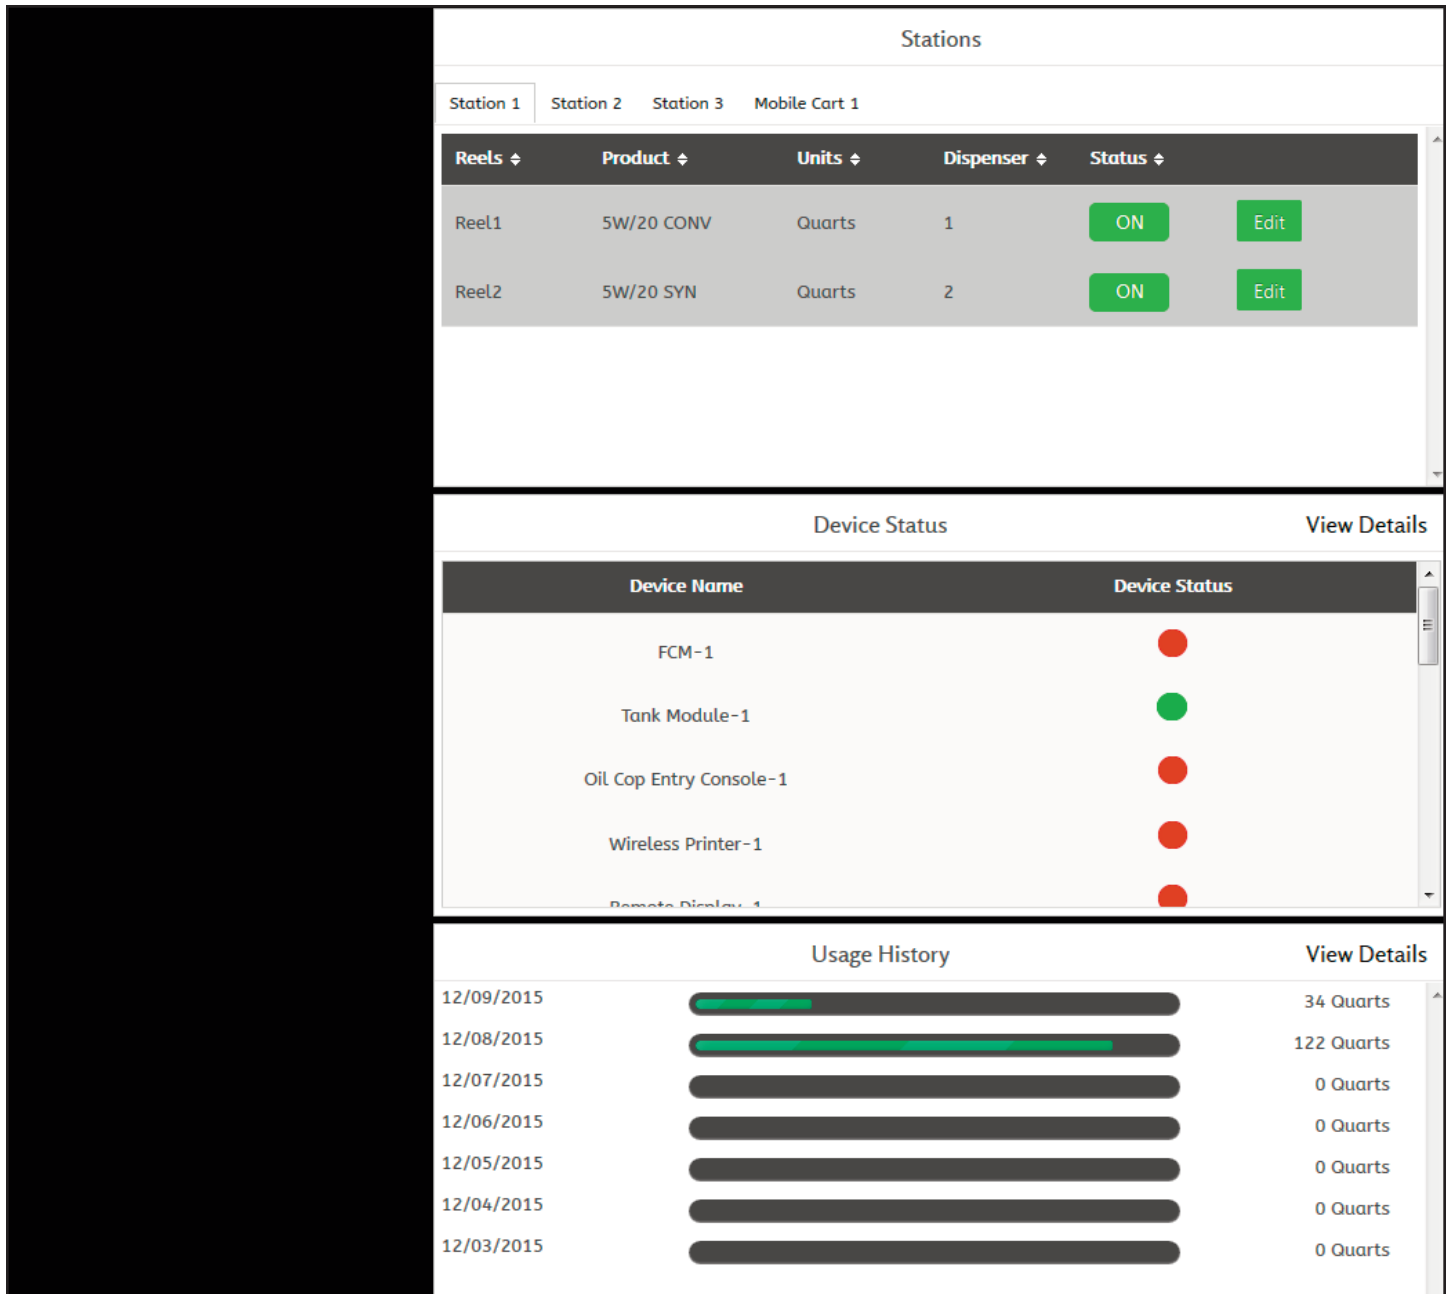 Stations
Station 1 Station 2 Station 3 Mobile Cart 1
Reels Product Units Dispenser Status
Reel1 5W/20 CONV Quarts 1 ON Edit
Reel2 5W/20 SYN Quarts 2 ON Edit
Device Status View Details
Device Name Device Status
FCM-1
Tank Module-1
Oil Cop Entry Console-1
Wireless Printer-1
Remote Display-1
Usage History View Details
12/09/2015 34 Quarts
12/08/2015 122 Quarts
12/07/2015 0 Quarts
12/06/2015 0 Quarts
12/05/2015 0 Quarts
12/04/2015 0 Quarts
12/03/2015 0 Quarts